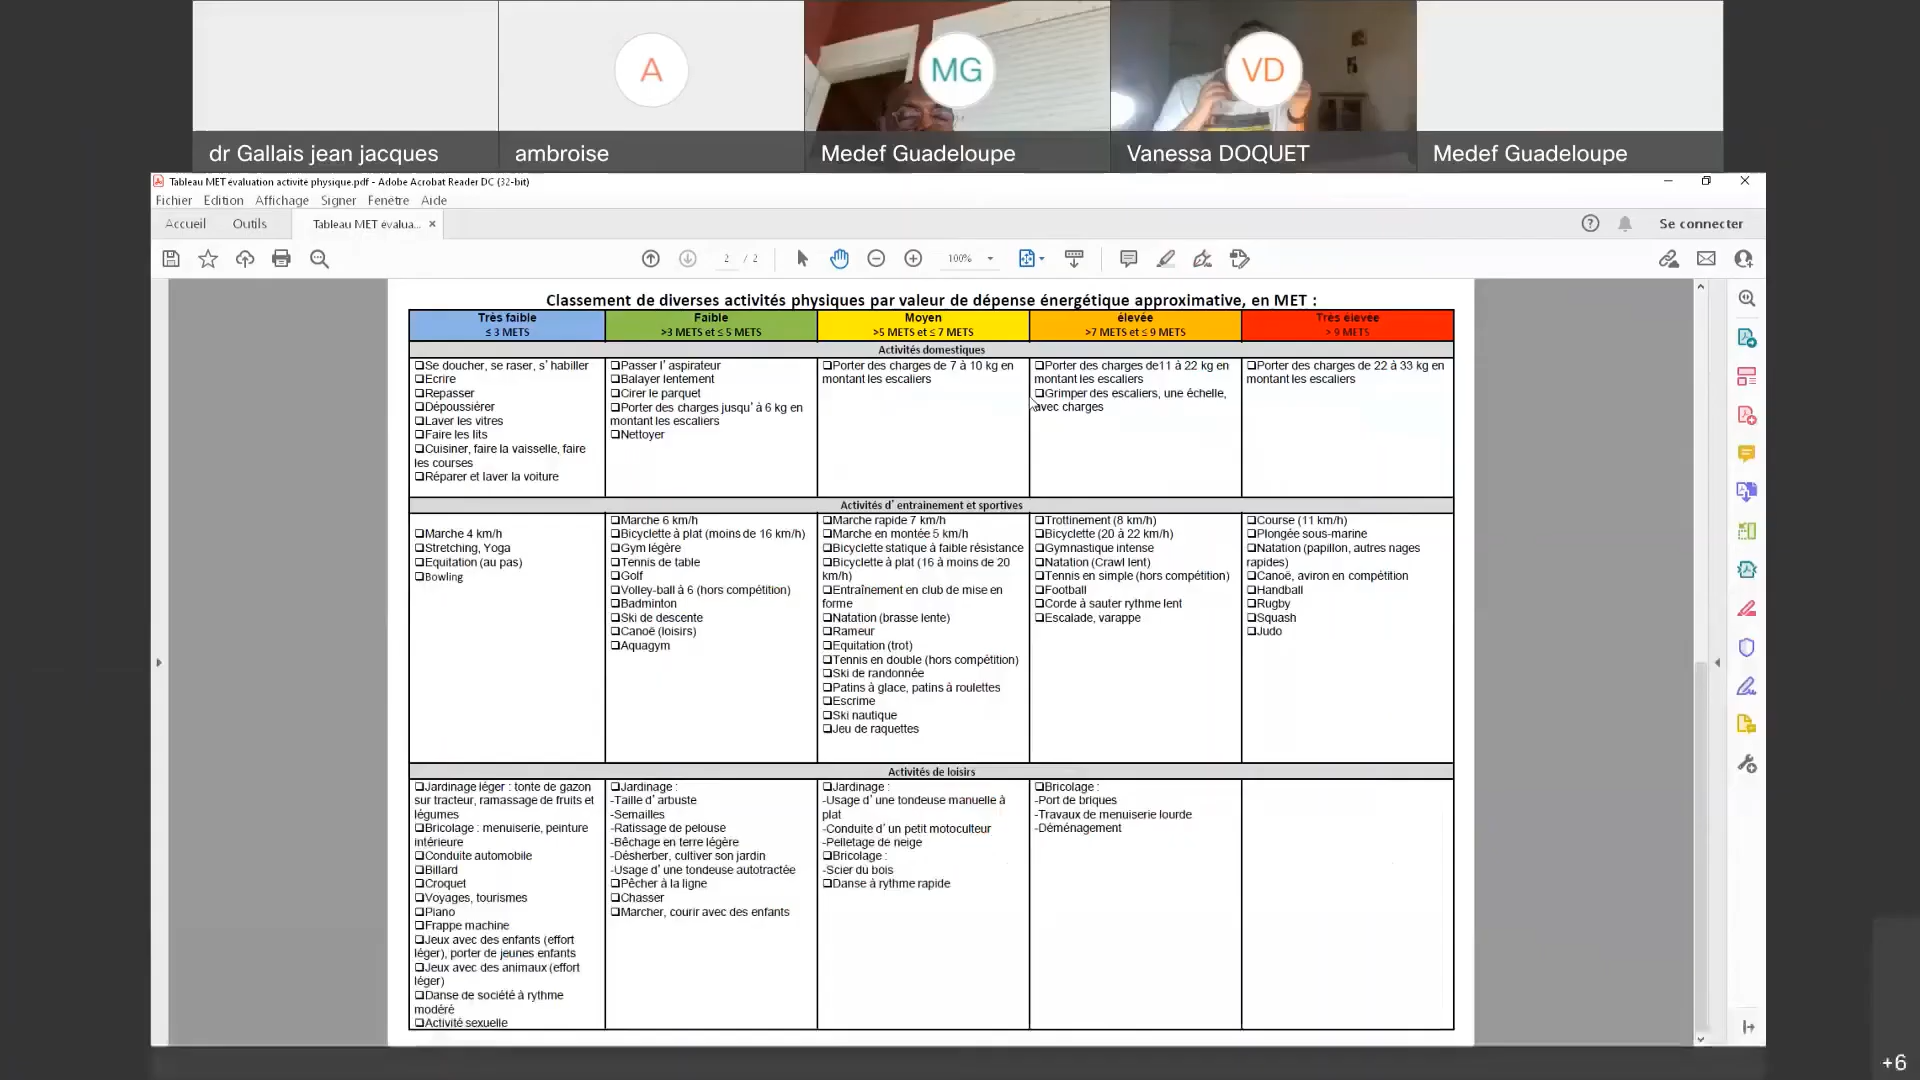 A
MG
VD
dr Gallais jean jacques
ambroise
Medef Guadeloupe
Vanessa DOQUET
Medef Guadeloupe
Tableau MET évaluation activité physique.pdf - Adobe Acrobat Reader DC (32-bit)
Fichier Edition Affichage Signer Fenêtre Aide
Accueil
Outils
Tableau MET évalua...
Se connecter
2 / 2
100%
Classement de diverses activités physiques par valeur de dépense énergétique approximative, en MET :
Très faible
≤ 3 METS
Faible
>3 METS et ≤ 5 METS
Moyen
>5 METS et ≤ 7 METS
élevée
>7 METS et ≤ 9 METS
Très élevée
> 9 METS
Activités domestiques
❑Se doucher, se raser, s' habiller
❑Ecrire
❑Repasser
❑Dépoussiérer
❑Laver les vitres
❑Faire les lits
❑Cuisiner, faire la vaisselle, faire
les courses
❑Réparer et laver la voiture
❑Passer l' aspirateur
❑Balayer lentement
❑Cirer le parquet
❑Porter des charges jusqu' à 6 kg en
montant les escaliers
❑Nettoyer
❑Porter des charges de 7 à 10 kg en
montant les escaliers
❑Porter des charges de11 à 22 kg en
montant les escaliers
❑Grimper des escaliers, une échelle,
avec charges
❑Porter des charges de 22 à 33 kg en
montant les escaliers
Activités d' entrainement et sportives
❑Marche 4 km/h
❑Stretching, Yoga
❑Equitation (au pas)
❑Bowling
❑Marche 6 km/h
❑Bicyclette à plat (moins de 16 km/h)
❑Gym légère
❑Tennis de table
❑Golf
❑Volley-ball à 6 (hors compétition)
❑Badminton
❑Ski de descente
❑Canoë (loisirs)
❑Aquagym
❑Marche rapide 7 km/h
❑Marche en montée 5 km/h
❑Bicyclette statique à faible résistance
❑Bicyclette à plat (16 à moins de 20
km/h)
❑Entraînement en club de mise en
forme
❑Natation (brasse lente)
❑Rameur
❑Equitation (trot)
❑Tennis en double (hors compétition)
❑Ski de randonnée
❑Patins à glace, patins à roulettes
❑Escrime
❑Ski nautique
❑Jeu de raquettes
❑Trottinement (8 km/h)
❑Bicyclette (20 à 22 km/h)
❑Gymnastique intense
❑Natation (Crawl lent)
❑Tennis en simple (hors compétition)
❑Football
❑Corde à sauter rythme lent
❑Escalade, varappe
❑Course (11 km/h)
❑Plongée sous-marine
❑Natation (papillon, autres nages
rapides)
❑Canoë, aviron en compétition
❑Handball
❑Rugby
❑Squash
❑Judo
Activités de loisirs
❑Jardinage léger : tonte de gazon
sur tracteur, ramassage de fruits et
légumes
❑Bricolage : menuiserie, peinture
intérieure
❑Conduite automobile
❑Billard
❑Croquet
❑Voyages, tourismes
❑Piano
❑Frappe machine
❑Jeux avec des enfants (effort
léger), porter de jeunes enfants
❑Jeux avec des animaux (effort
léger)
❑Danse de société à rythme
modéré
❑Activité sexuelle
❑Jardinage :
-Taille d' arbuste
-Semailles
-Ratissage de pelouse
-Bêchage en terre légère
-Désherber, cultiver son jardin
-Usage d' une tondeuse autotractée
❑Pêcher à la ligne
❑Chasser
❑Marcher, courir avec des enfants
❑Jardinage :
-Usage d' une tondeuse manuelle à
plat
-Conduite d' un petit motoculteur
-Pelletage de neige
❑Bricolage :
-Scier du bois
❑Danse à rythme rapide
❑Bricolage :
-Port de briques
-Travaux de menuiserie lourde
-Déménagement
+6